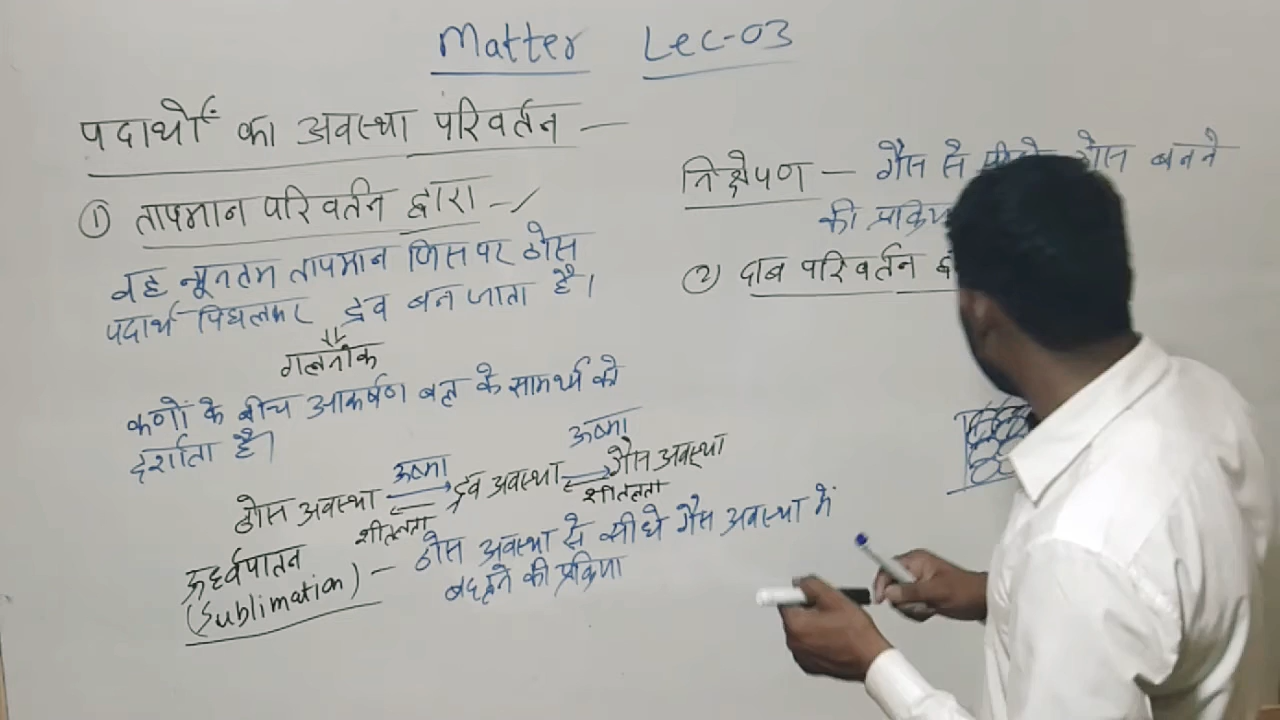 Matter Lec-03
पदार्थों का अवस्था परिवर्तन —
① तापमान परिवर्तन द्वारा -
वह न्यूनतम तापमान जिस पर ठोस
पदार्थ पिघलकर द्रव बन जाता है।
गलनांक
कणों के बीच आकर्षण बल के सामर्थ्य को
दर्शाता है।
ठोस अवस्था ऊष्मा शीतलता द्रव अवस्था ऊष्मा शीतलता गैस अवस्था
ऊर्ध्वपातन
(Sublimation) — ठोस अवस्था से सीधे गैस अवस्था में
बदलने की प्रक्रिया
निक्षेपण — गैस से ठोस बनने
की
② दाब परिवर्तन